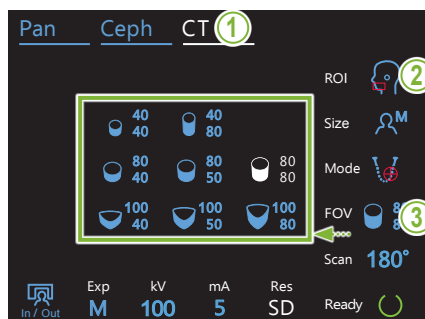 Pan Ceph CT 1
ROI 2
40 40
40 80
Size M
80 80 80
40 50 80
Mode
100 100 100
40 50 80
FOV 8 3
Scan 180°
Exp kV mA Res
In / Out M 100 5 SD Ready